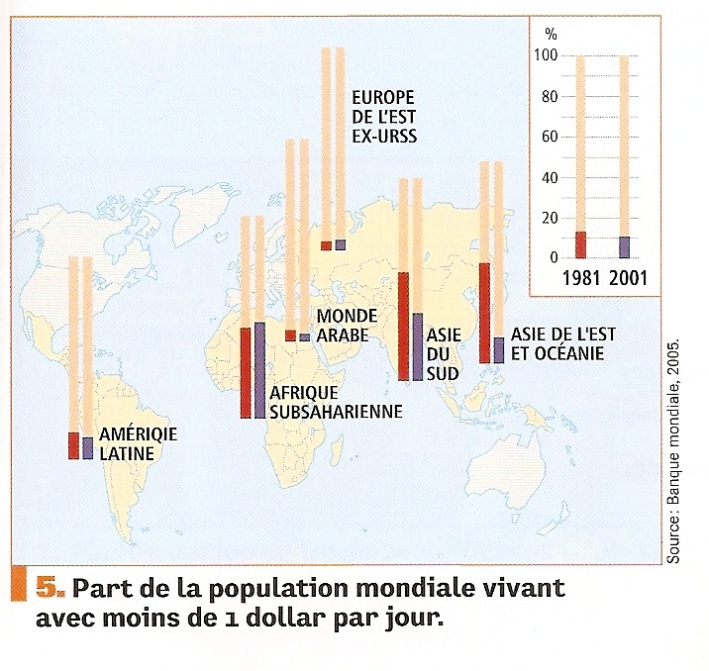 %
100
80
60
40
20
0
1981 2001
EUROPE
DE L'EST
EX-URSS
MONDE
ARABE
ASIE
DU
SUD
ASIE DE L'EST
ET OCÉANIE
AFRIQUE
SUBSAHARIENNE
AMÉRIQIE
LATINE
Source : Banque mondiale, 2005.
5. Part de la population mondiale vivant
avec moins de 1 dollar par jour.